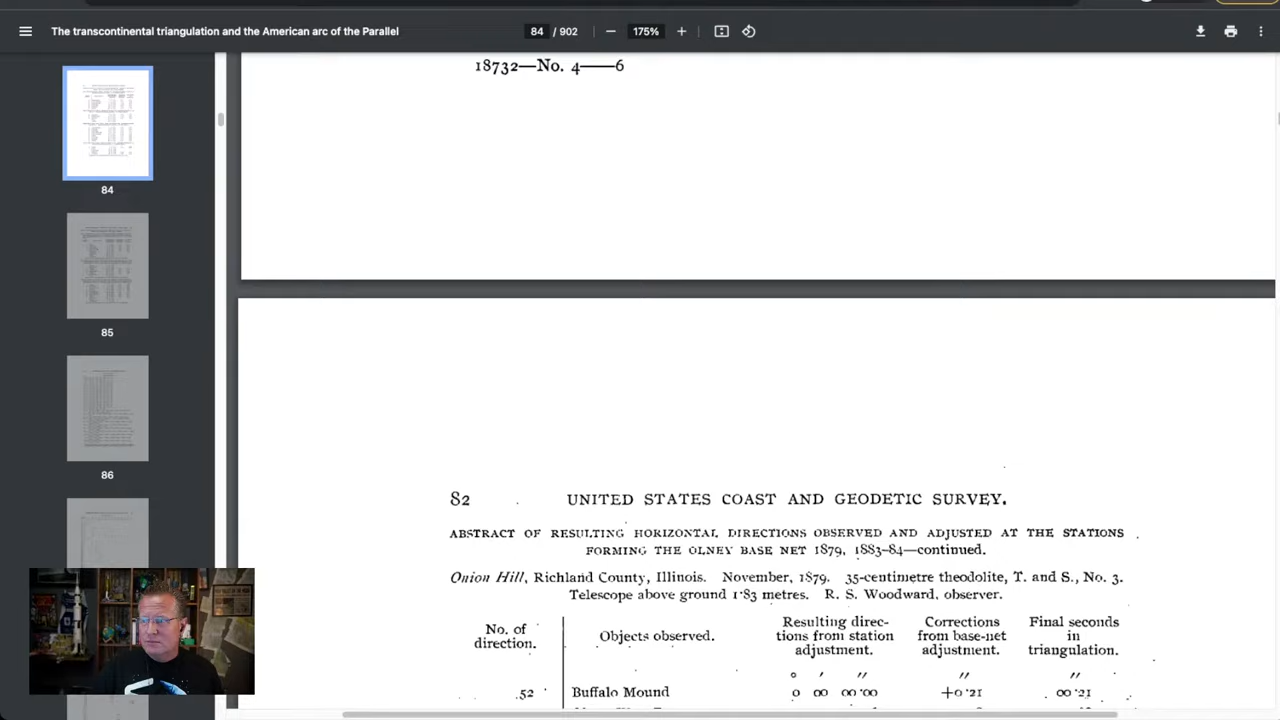 The transcontinental triangulation and the American arc of the Parallel
84 / 902
175%
84
85
86
18732—No. 4——6
82 UNITED STATES COAST AND GEODETIC SURVEY.
ABSTRACT OF RESULTING HORIZONTAL DIRECTIONS OBSERVED AND ADJUSTED AT THE STATIONS
FORMING THE OLNEY BASE NET 1879, 1883-84—continued.
Onion Hill, Richland County, Illinois. November, 1879. 35-centimetre theodolite, T. and S., No. 3.
Telescope above ground 1·83 metres. R. S. Woodward, observer.
No. of
direction.
Objects observed.
Resulting direc-
tions from station
adjustment.
Corrections
from base-net
adjustment.
Final seconds
in
triangulation.
° ′ ″ ″ ″
52 Buffalo Mound 0 00 00·00 +0·21 00·21